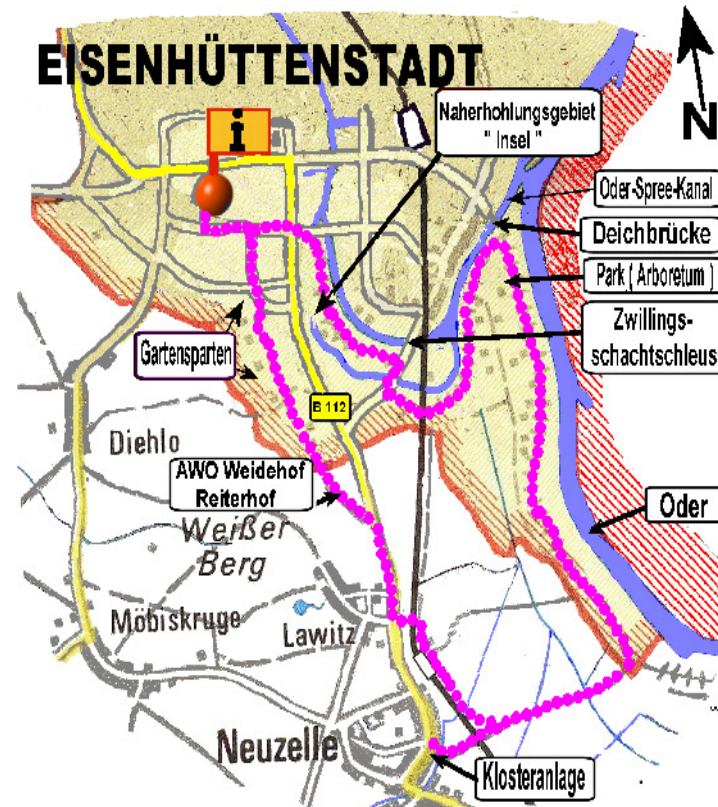 EISENHÜTTENSTADT
N
i
Naherhohlungsgebiet
" Insel "
Oder-Spree-Kanal
Deichbrücke
Park ( Arboretum )
Zwillings-
schachtschleus
Gartensparten
B 112
Diehlo
AWO Weidehof
Reiterhof
Weißer
Berg
Oder
Möbiskruge
Lawitz
Neuzelle
Klosteranlage